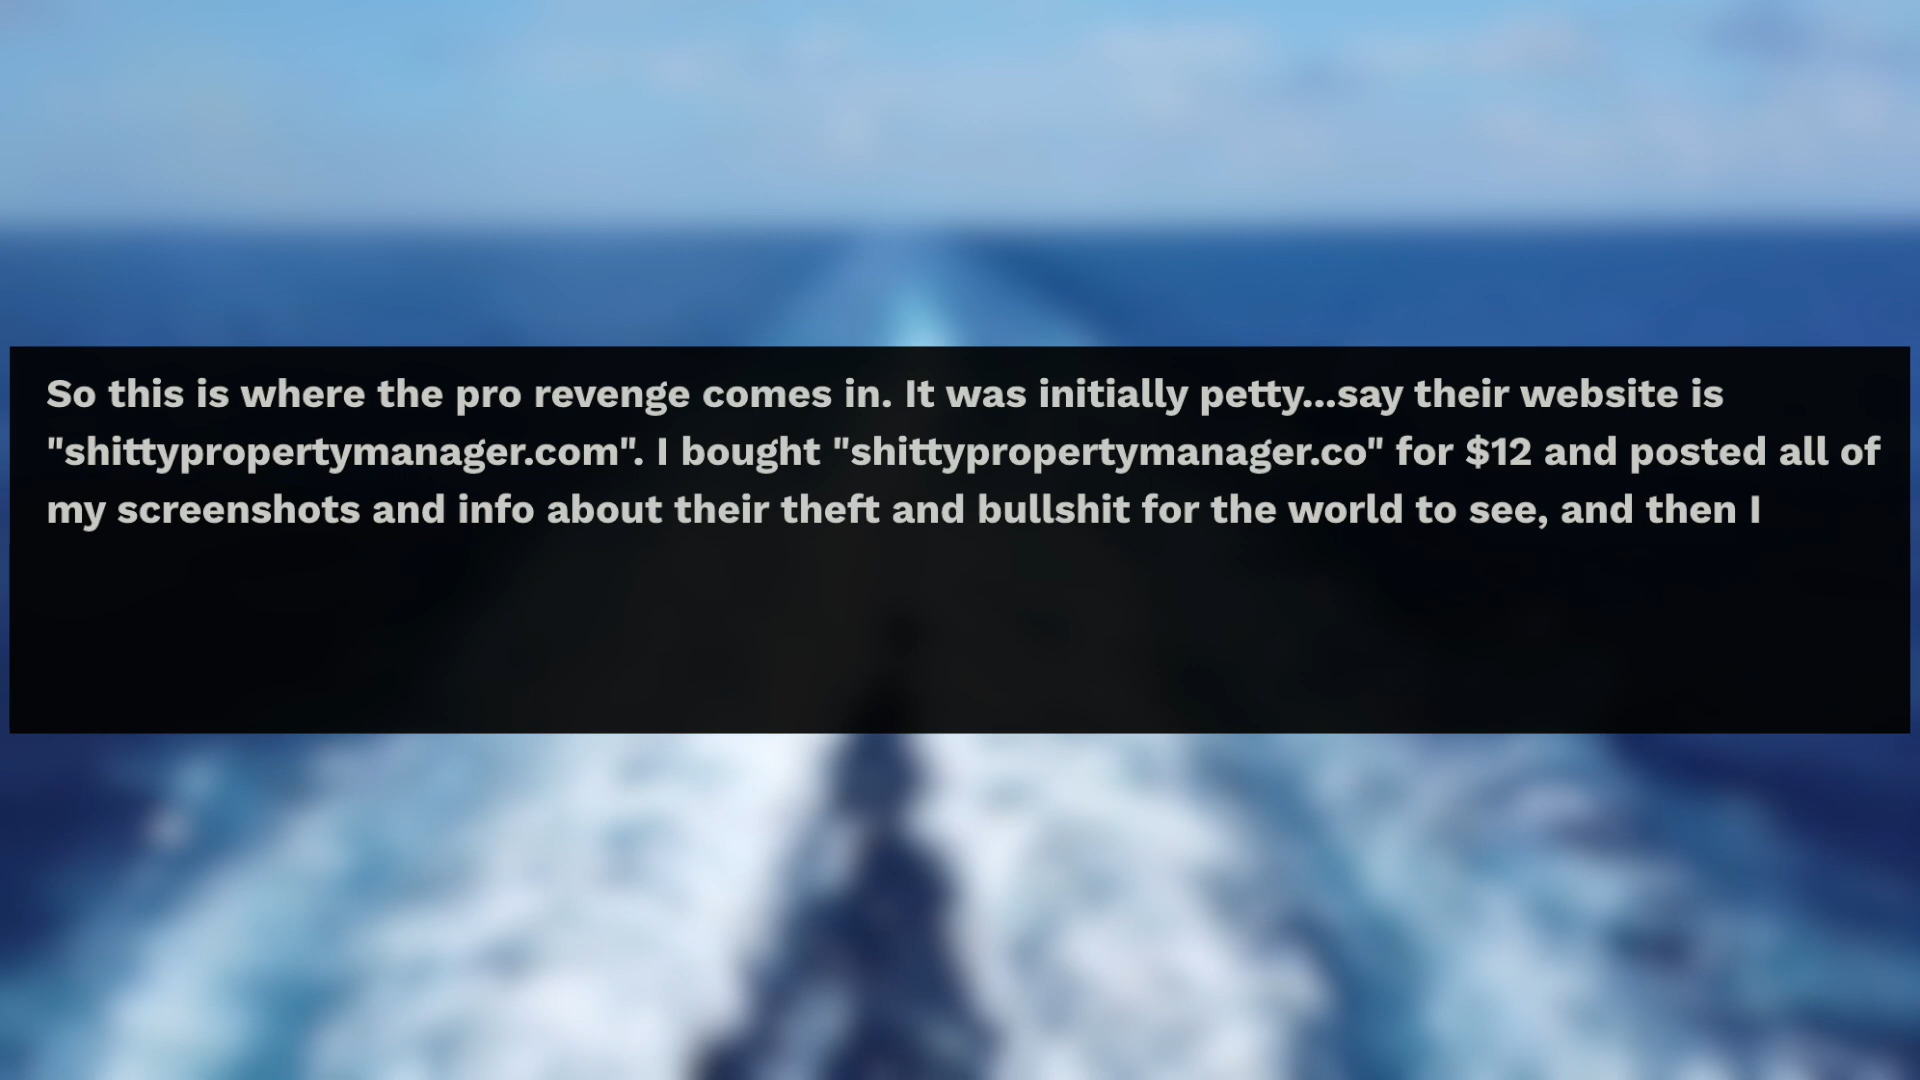 So this is where the pro revenge comes in. It was initially petty...say their website is
"shittypropertymanager.com". I bought "shittypropertymanager.co" for $12 and posted all of
my screenshots and info about their theft and bullshit for the world to see, and then I